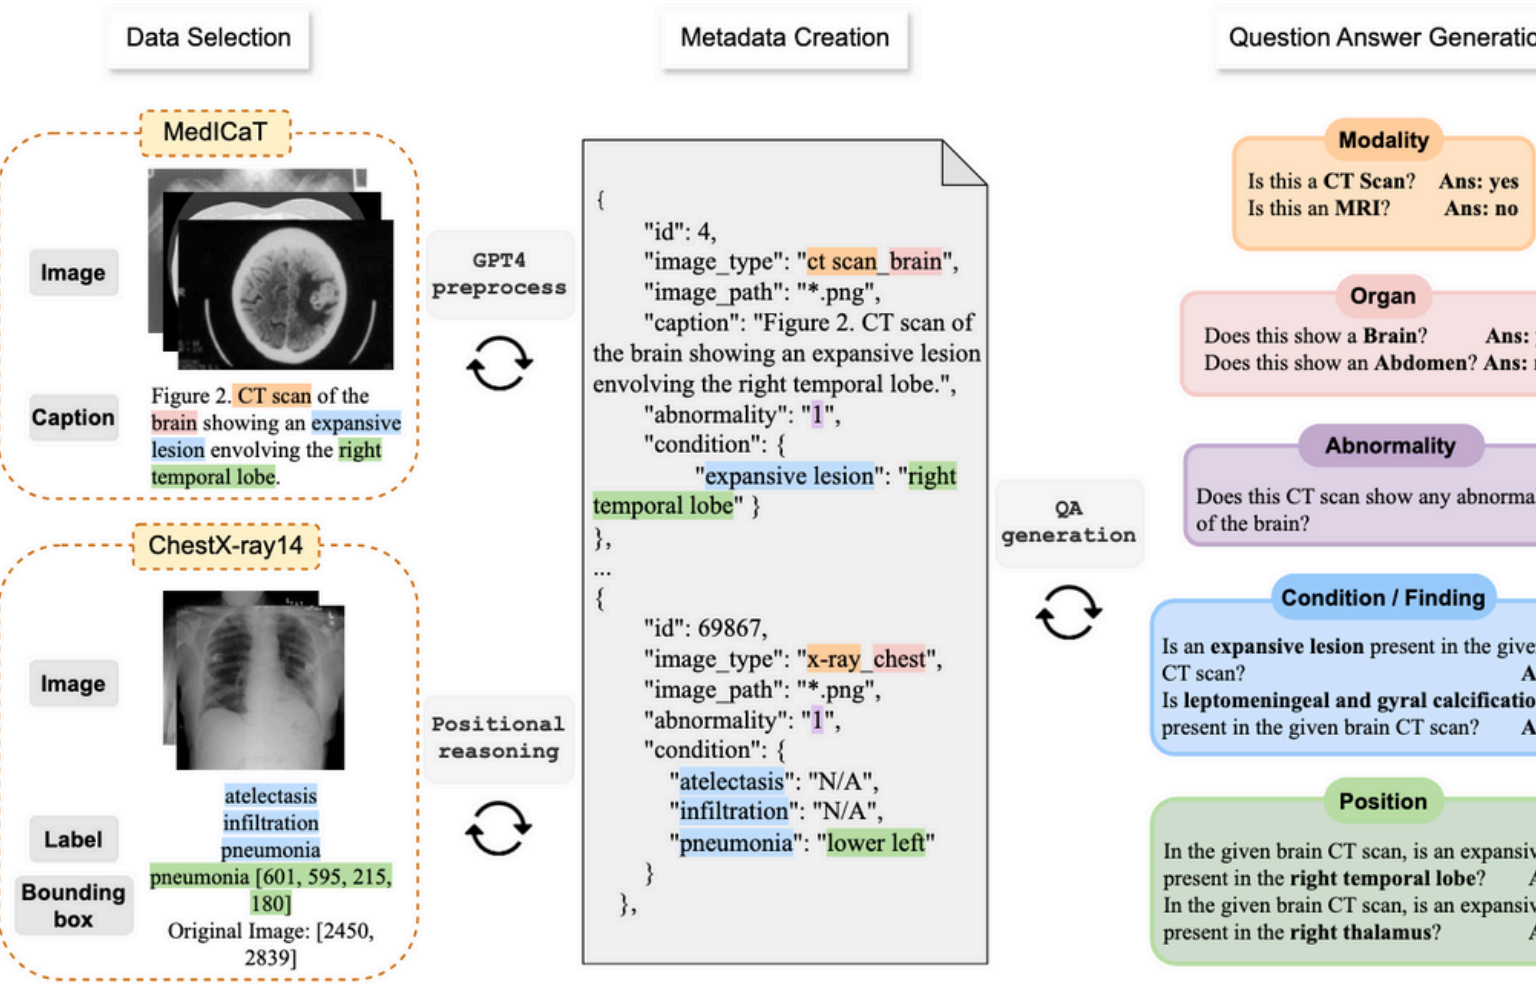 Data Selection
Metadata Creation
Question Answer Generatio
MedICaT
Image
Caption
Figure 2. CT scan of the
brain showing an expansive
lesion envolving the right
temporal lobe.
ChestX-ray14
Image
Label
atelectasis
infiltration
pneumonia
Bounding
box
pneumonia [601, 595, 215,
180]
Original Image: [2450,
2839]
GPT4
preprocess
Positional
reasoning
{
"id": 4,
"image_type": "ct scan_brain",
"image_path": "*.png",
"caption": "Figure 2. CT scan of
the brain showing an expansive lesion
envolving the right temporal lobe.",
"abnormality": "1",
"condition": {
"expansive lesion": "right
temporal lobe" }
},
...
{
"id": 69867,
"image_type": "x-ray_chest",
"image_path": "*.png",
"abnormality": "1",
"condition": {
"atelectasis": "N/A",
"infiltration": "N/A",
"pneumonia": "lower left"
}
},
QA
generation
Modality
Is this a CT Scan? Ans: yes
Is this an MRI? Ans: no
Organ
Does this show a Brain? Ans:
Does this show an Abdomen? Ans:
Abnormality
Does this CT scan show any abnorma
of the brain?
Condition / Finding
Is an expansive lesion present in the give
CT scan? A
Is leptomeningeal and gyral calcificatio
present in the given brain CT scan? A
Position
In the given brain CT scan, is an expansiv
present in the right temporal lobe? A
In the given brain CT scan, is an expansiv
present in the right thalamus? A